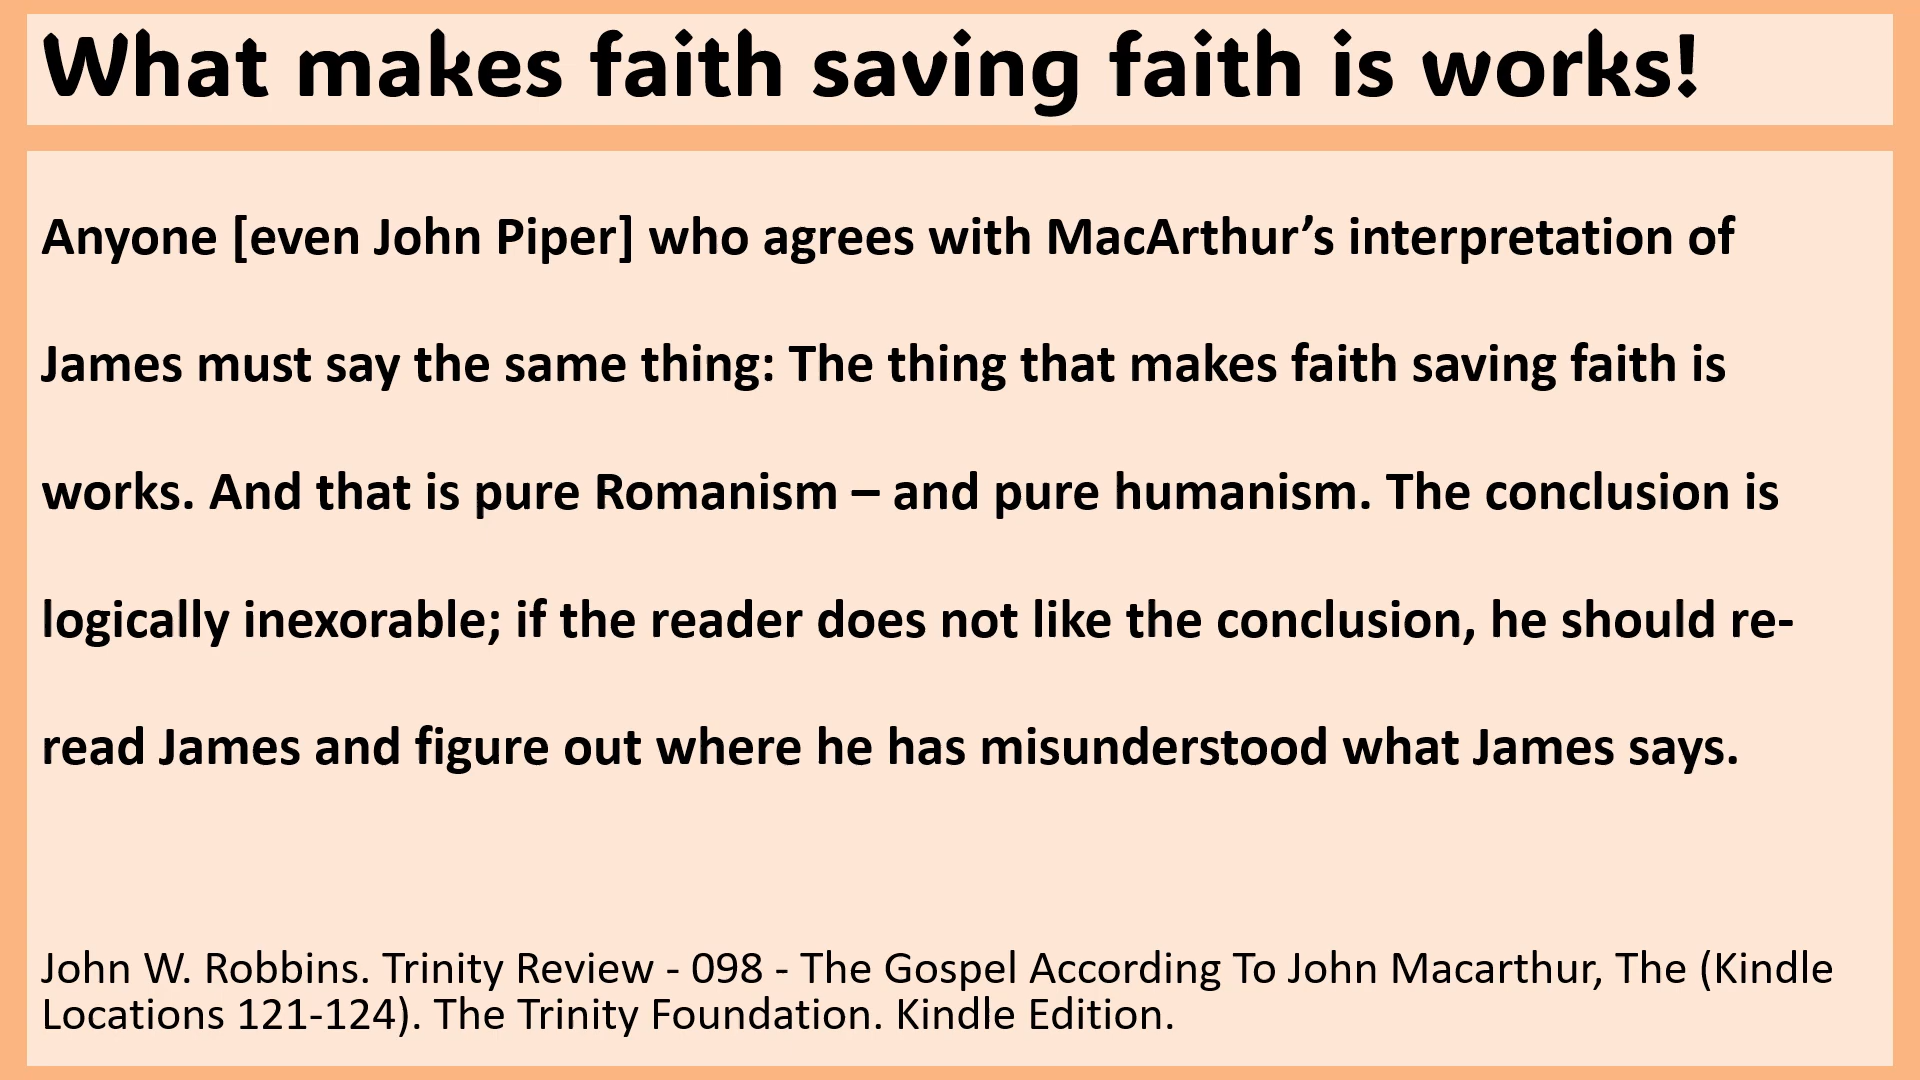 What makes faith saving faith is works!
Anyone [even John Piper] who agrees with MacArthur’s interpretation of
James must say the same thing: The thing that makes faith saving faith is
works. And that is pure Romanism – and pure humanism. The conclusion is
logically inexorable; if the reader does not like the conclusion, he should re-
read James and figure out where he has misunderstood what James says.
John W. Robbins. Trinity Review - 098 - The Gospel According To John Macarthur, The (Kindle
Locations 121-124). The Trinity Foundation. Kindle Edition.